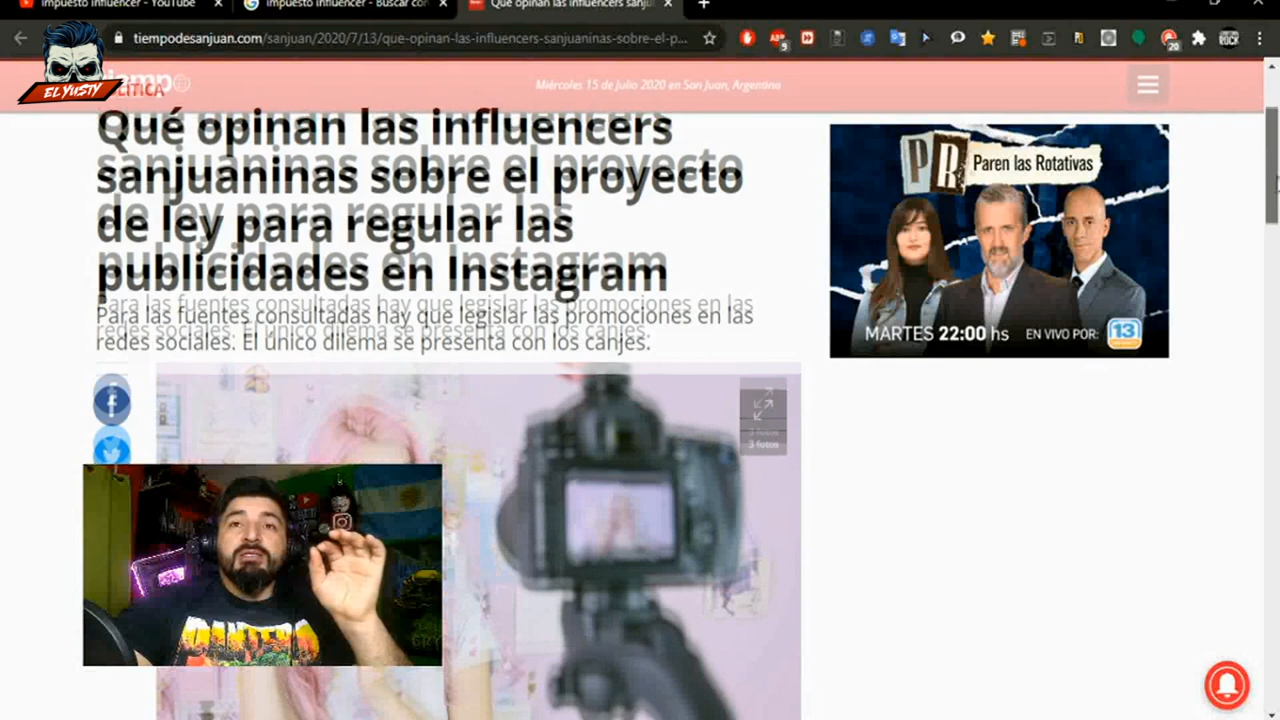 impuesto influencer - YouTube
impuesto influencer - Buscar con
Qué opinan las influencers sanju
tiempodesanjuan.com/sanjuan/2020/7/13/que-opinan-las-influencers-sanjuaninas-sobre-el-p...
EL YUSTY
Miércoles 15 de Julio 2020 en San Juan, Argentina
Qué opinan las influencers
sanjuaninas sobre el proyecto
de ley para regular las
publicidades en Instagram
Para las fuentes consultadas hay que legislar las promociones en las
redes sociales. El único dilema se presenta con los canjes.
3 fotos
PR
Paren las Rotativas
MARTES 22:00 hs
EN VIVO POR:
13
PANTERA